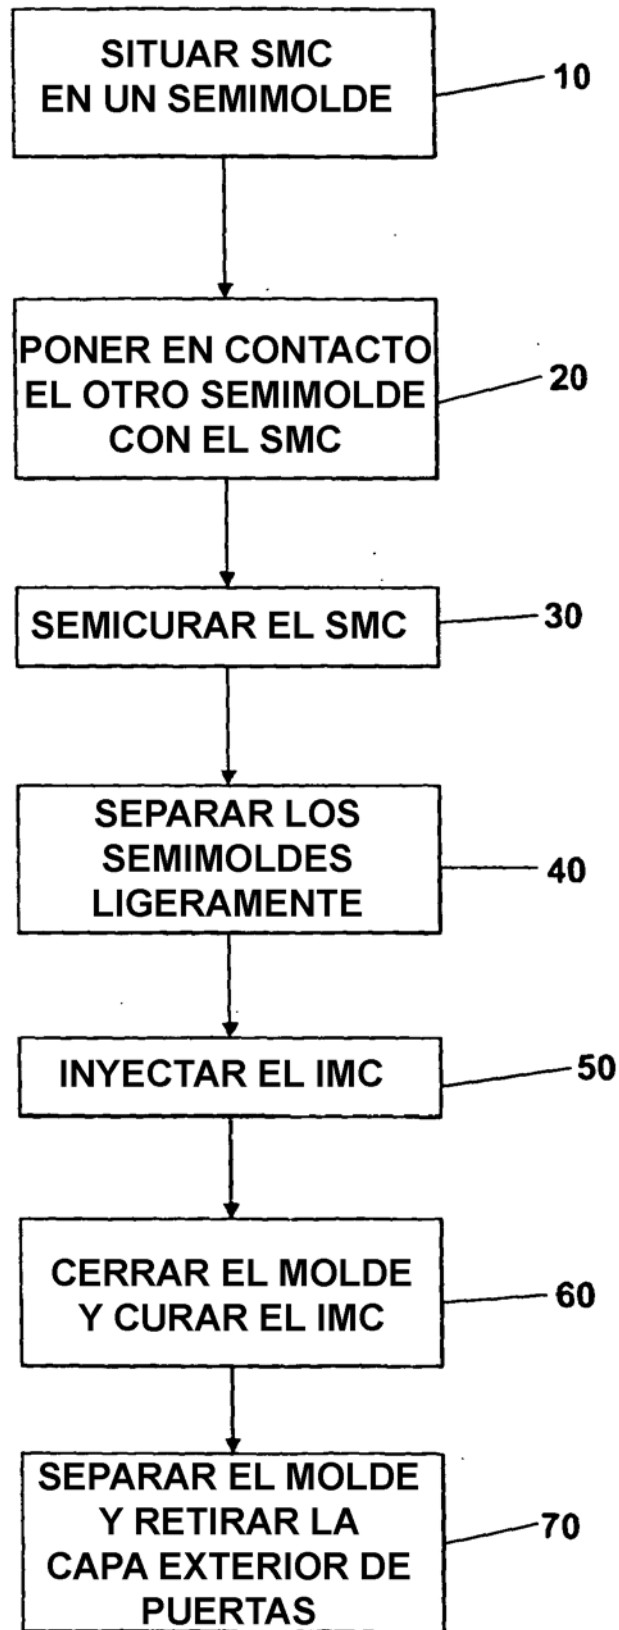 SITUAR SMC
EN UN SEMIMOLDE
10
PONER EN CONTACTO
EL OTRO SEMIMOLDE
CON EL SMC
20
SEMICURAR EL SMC
30
SEPARAR LOS
SEMIMOLDES
LIGERAMENTE
40
INYECTAR EL IMC
50
CERRAR EL MOLDE
Y CURAR EL IMC
60
SEPARAR EL MOLDE
Y RETIRAR LA
CAPA EXTERIOR DE
PUERTAS
70